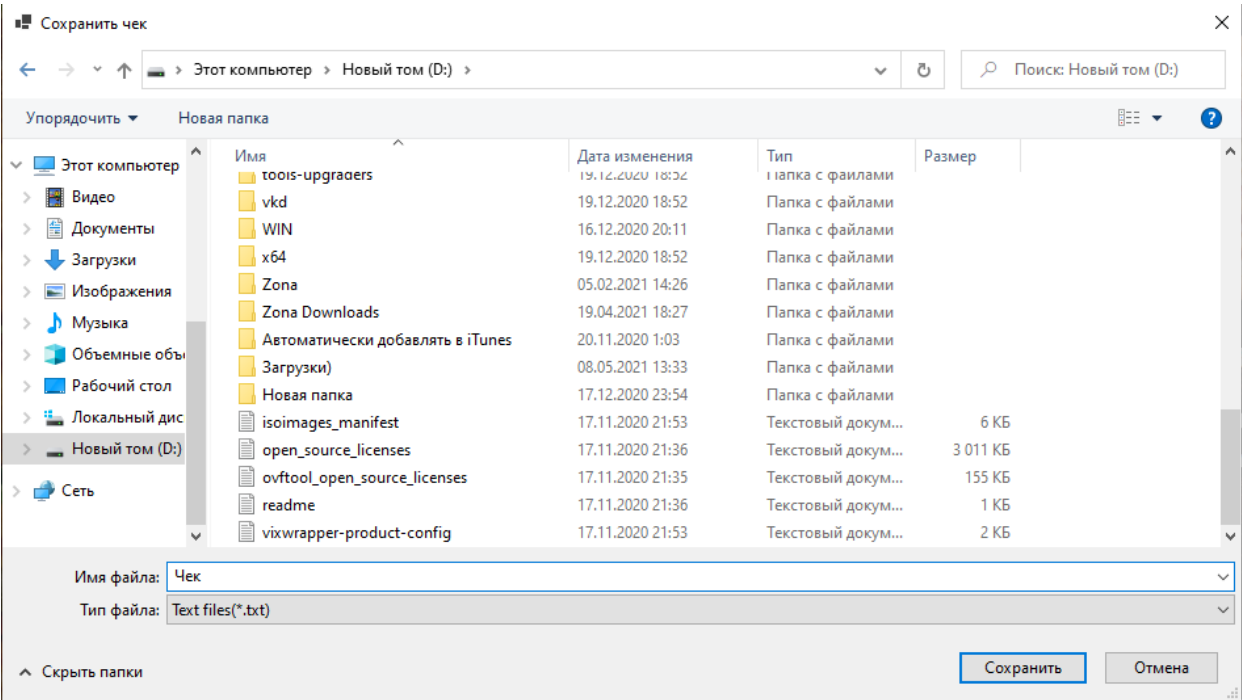 Сохранить чек
Этот компьютер > Новый том (D:) >
Поиск: Новый том (D:)
Упорядочить
Новая папка
Этот компьютер
Видео
Документы
Загрузки
Изображения
Музыка
Объемные объ
Рабочий стол
Локальный дис
Новый том (D:)
Сеть
Имя Дата изменения Тип Размер
tools-upgraders 19.12.2020 18:52 Папка с файлами
vkd 19.12.2020 18:52 Папка с файлами
WIN 16.12.2020 20:11 Папка с файлами
x64 19.12.2020 18:52 Папка с файлами
Zona 05.02.2021 14:26 Папка с файлами
Zona Downloads 19.04.2021 18:27 Папка с файлами
Автоматически добавлять в iTunes 20.11.2020 1:03 Папка с файлами
Загрузки) 08.05.2021 13:33 Папка с файлами
Новая папка 17.12.2020 23:54 Папка с файлами
isoimages_manifest 17.11.2020 21:53 Текстовый докум... 6 КБ
open_source_licenses 17.11.2020 21:36 Текстовый докум... 3 011 КБ
ovftool_open_source_licenses 17.11.2020 21:35 Текстовый докум... 155 КБ
readme 17.11.2020 21:36 Текстовый докум... 1 КБ
vixwrapper-product-config 17.11.2020 21:53 Текстовый докум... 2 КБ
Имя файла: Чек
Тип файла: Text files(*.txt)
Скрыть папки
Сохранить
Отмена